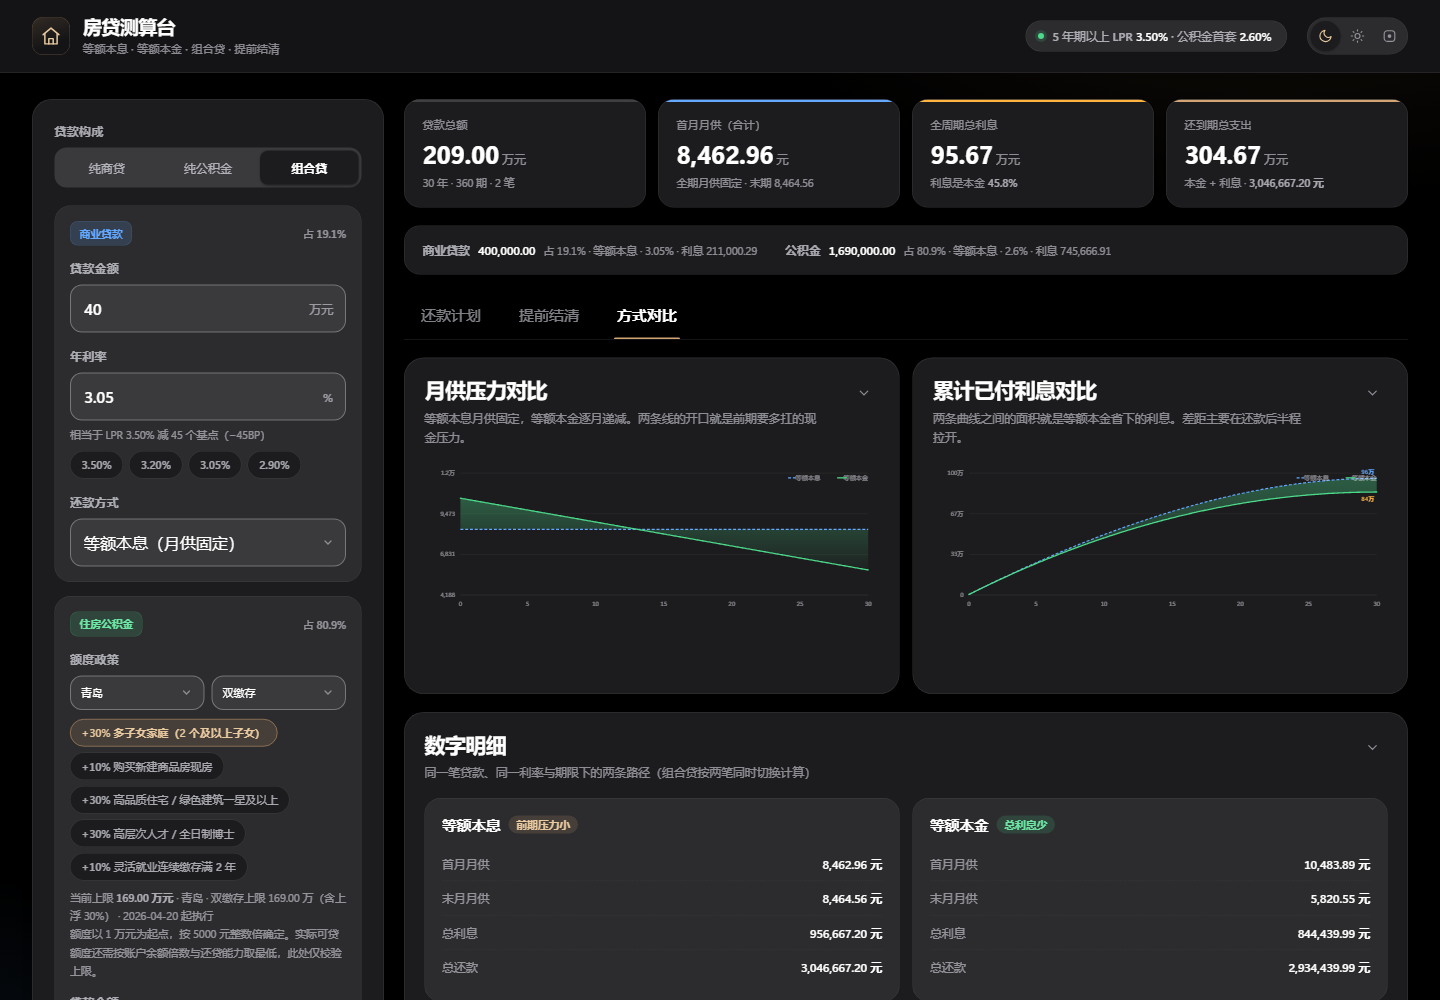 房贷测算台
等额本息 · 等额本金 · 组合贷 · 提前结清
5 年期以上 LPR 3.50% · 公积金首套 2.60%
贷款构成
纯商贷 纯公积金 组合贷
商业贷款 占 19.1%
贷款金额
40 万元
年利率
3.05 %
相当于 LPR 3.50% 减 45 个基点（−45BP）
3.50% 3.20% 3.05% 2.90%
还款方式
等额本息（月供固定）
住房公积金 占 80.9%
额度政策
青岛 双缴存
+30% 多子女家庭（2 个及以上子女）
+10% 购买新建商品房现房
+30% 高品质住宅 / 绿色建筑一星及以上
+30% 高层次人才 / 全日制博士
+10% 灵活就业连续缴存满 2 年
当前上限 169.00 万元 · 青岛 · 双缴存上限 169.00 万（含上
浮 30%） · 2026-04-20 起执行
额度以 1 万元为起点，按 5000 元整数倍确定。实际可贷
额度还需按账户余额倍数与还贷能力取最低，此处仅校验
上限。
贷款总额
209.00 万元
30 年 · 360 期 · 2 笔
首月月供（合计）
8,462.96 元
全期月供固定 · 末期 8,464.56
全周期总利息
95.67 万元
利息是本金 45.8%
还到期总支出
304.67 万元
本金 + 利息 · 3,046,667.20 元
商业贷款 400,000.00 占 19.1% · 等额本息 · 3.05% · 利息 211,000.29 公积金 1,690,000.00 占 80.9% · 等额本息 · 2.6% · 利息 745,666.91
还款计划 提前结清 方式对比
月供压力对比
等额本息月供固定，等额本金逐月递减。两条线的开口就是前期要多扛的现
金压力。
等额本息 等额本金
1.2万
9,473
6,831
4,188
0 5 10 15 20 25 30
累计已付利息对比
两条曲线之间的面积就是等额本金省下的利息。差距主要在还款后半程
拉开。
等额本息 等额本金
96万
84万
100万
67万
33万
0
0 5 10 15 20 25 30
数字明细
同一笔贷款、同一利率与期限下的两条路径（组合贷按两笔同时切换计算）
等额本息 前期压力小
首月月供 8,462.96 元
末月月供 8,464.56 元
总利息 956,667.20 元
总还款 3,046,667.20 元
等额本金 总利息少
首月月供 10,483.89 元
末月月供 5,820.55 元
总利息 844,439.99 元
总还款 2,934,439.99 元